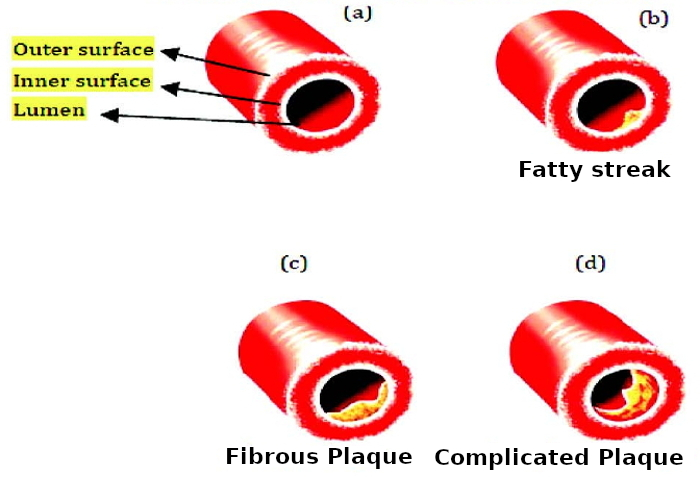 (a)
(b)
Outer surface
Inner surface
Lumen
Fatty streak
(c)
(d)
Fibrous Plaque
Complicated Plaque